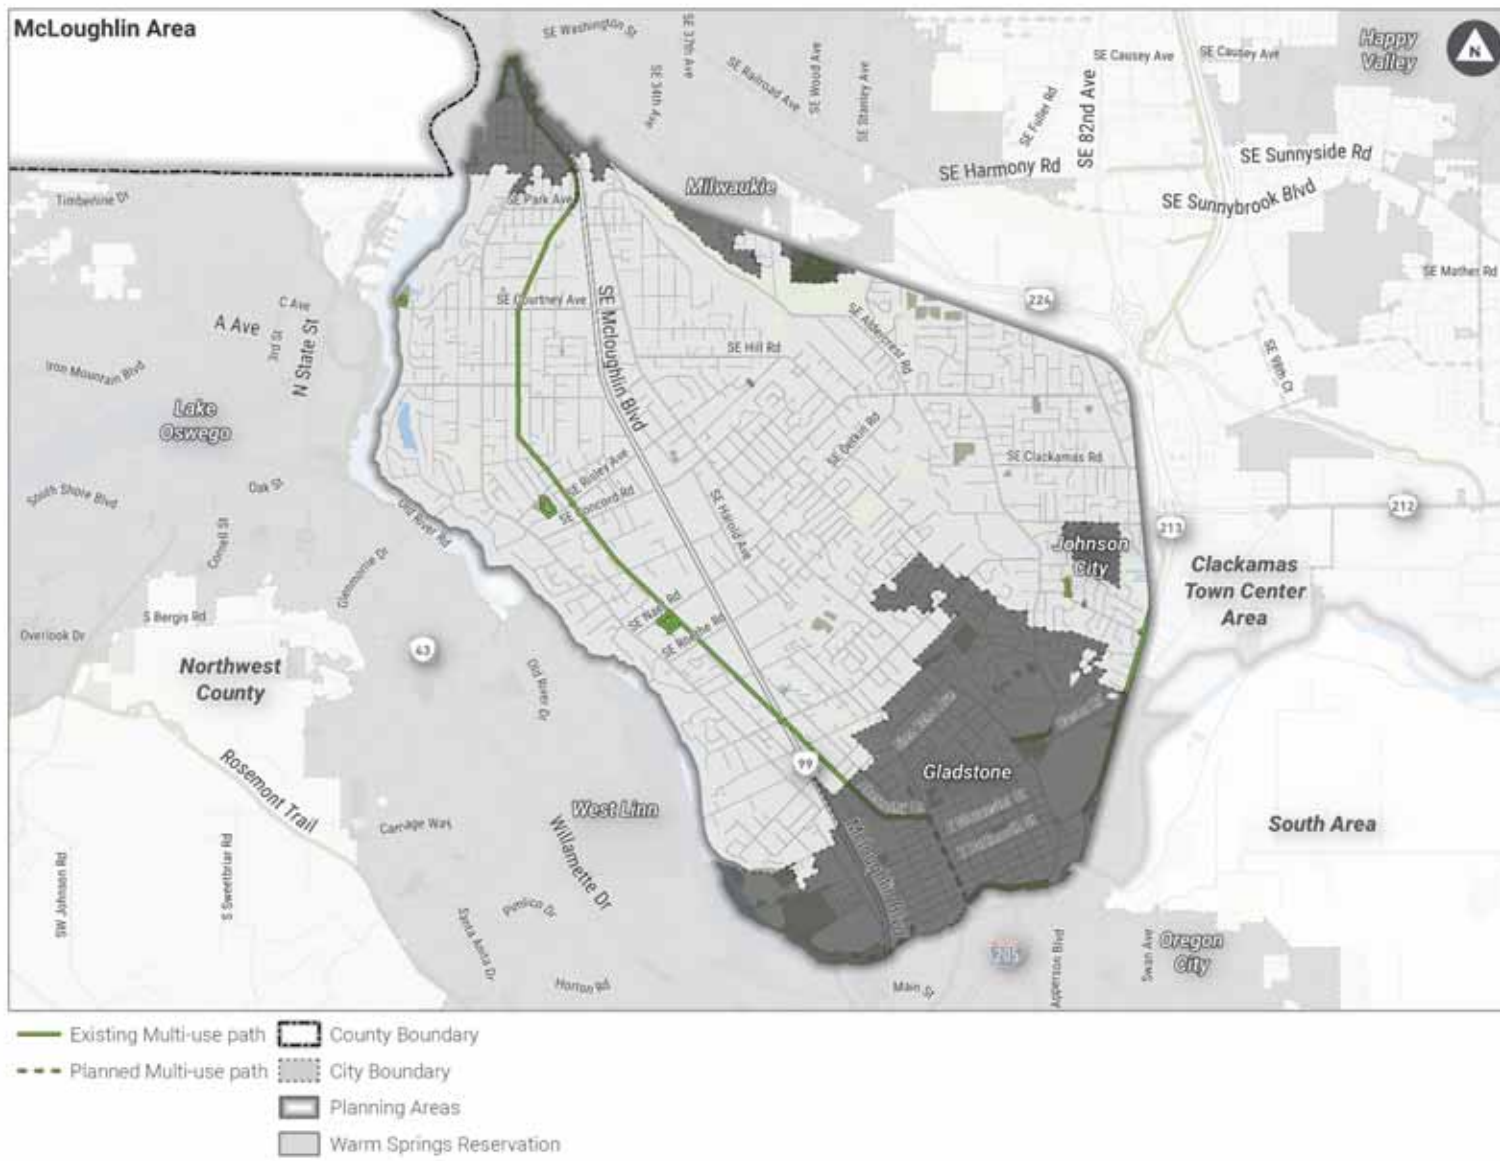 McLoughlin Area
N
SE Washington St
SE 37th Ave
SE 34th Ave
SE Railroad Ave
SE Wood Ave
SE Stanley Ave
SE Causey Ave
SE Causey Ave
Happy
Valley
SE Fuller Rd
SE 82nd Ave
SE Harmony Rd
SE Sunnyside Rd
SE Sunnybrook Blvd
SE Mather Rd
SE 98th Ct
Timberline Dr
Milwaukie
SE Park Ave
SE Courtney Ave
SE Mcloughlin Blvd
SE Hill Rd
SE Aldercrest Rd
226
A Ave
C Ave
3rd St
N State St
Iron Mountain Blvd
Lake
Oswego
South Shore Blvd
Oak St
Cornell St
Old River Rd
SE Risley Ave
SE Concord Rd
SE Harold Ave
SE Detkin Rd
SE Clackamas Rd
213
212
Johnson
City
Clackamas
Town Center
Area
Glenmorrie Dr
S Bergis Rd
Overlook Dr
43
Northwest
County
SE Naef Rd
SE Roethe Rd
Old River Dr
Rosemont Trail
99
Gladstone
West Linn
Mcloughlin Blvd
South Area
Carriage Way
Willamette Dr
SW Johnson Rd
S Sweetbriar Rd
Pimlico Dr
Santa Anita Dr
Horton Rd
205
Main St
Apperson Blvd
Swan Ave
Oregon
City
Existing Multi-use path
Planned Multi-use path
County Boundary
City Boundary
Planning Areas
Warm Springs Reservation